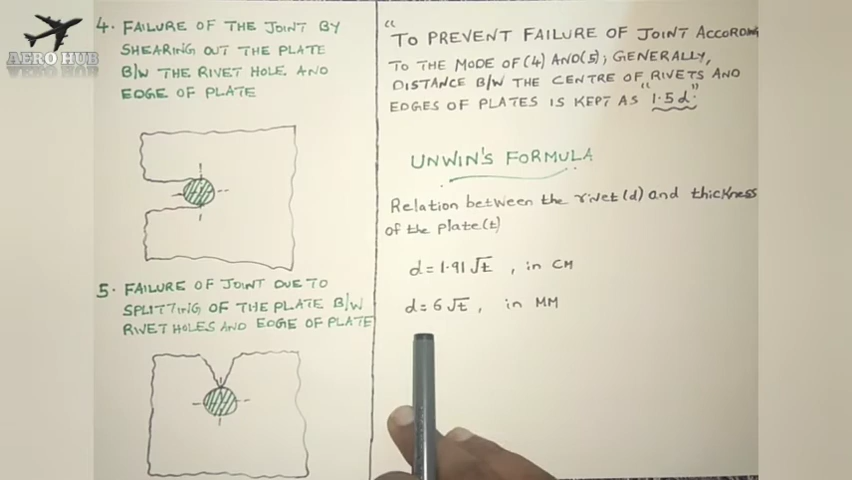 4. FAILURE OF THE JOINT BY
SHEARING OUT THE PLATE
B/W THE RIVET HOLE AND
EDGE OF PLATE
AERO HUB
5. FAILURE OF JOINT DUE TO
SPLITTING OF THE PLATE B/W
RIVET HOLES AND EDGE OF PLATE
"TO PREVENT FAILURE OF JOINT ACCORDING
TO THE MODE OF (4) AND (5); GENERALLY,
DISTANCE B/W THE CENTRE OF RIVETS AND
EDGES OF PLATES IS KEPT AS "1.5d".
UNWIN'S FORMULA
Relation between the rivet (d) and thickness
of the plate (t)
d = 1.91 √t , in CM
d = 6 √t , in MM